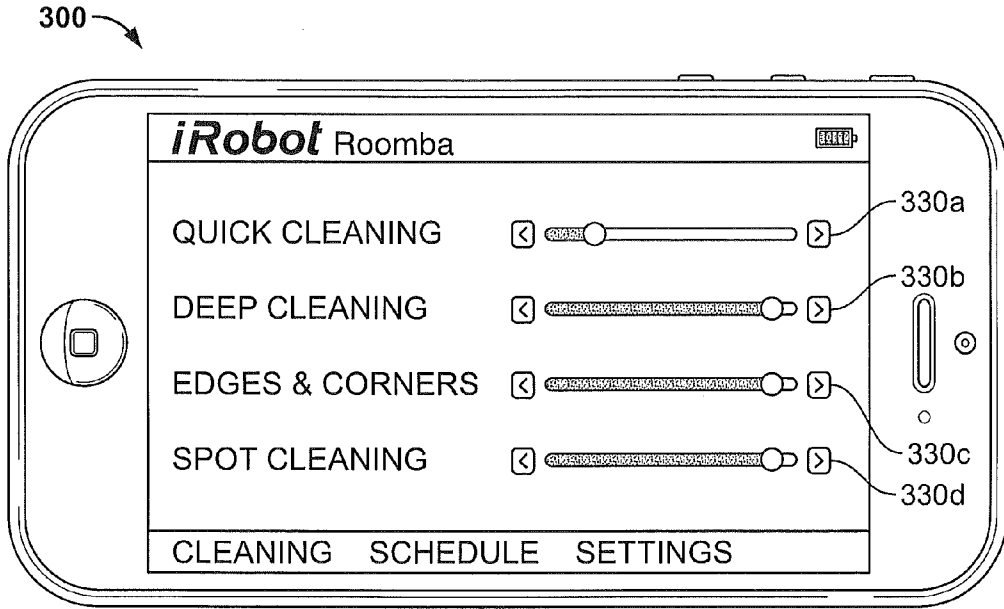 300
iRobot Roomba
QUICK CLEANING
330a
DEEP CLEANING
330b
EDGES & CORNERS
330c
SPOT CLEANING
330d
CLEANING SCHEDULE SETTINGS